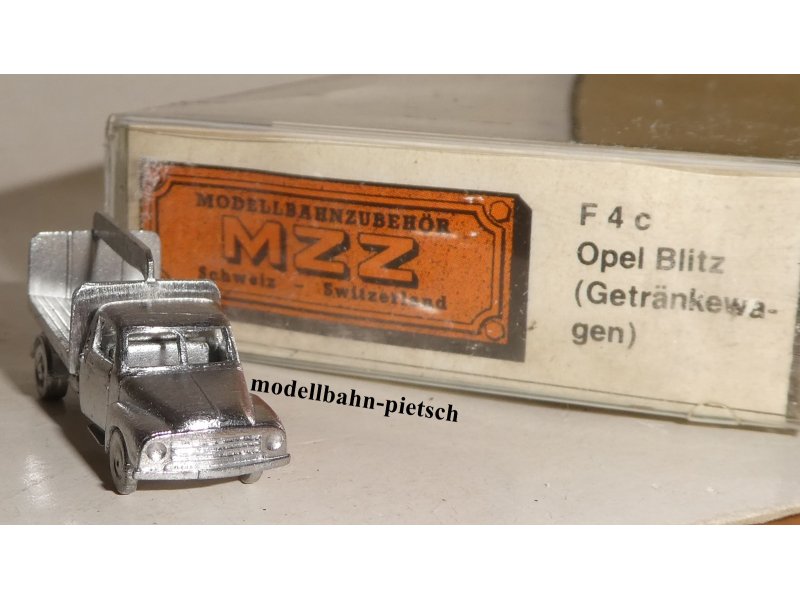 MODELLBAHNZUBEHÖR
MZZ
Schweiz - Switzerland
F 4 c
Opel Blitz
(Getränkewa-
gen)
modellbahn-pietsch